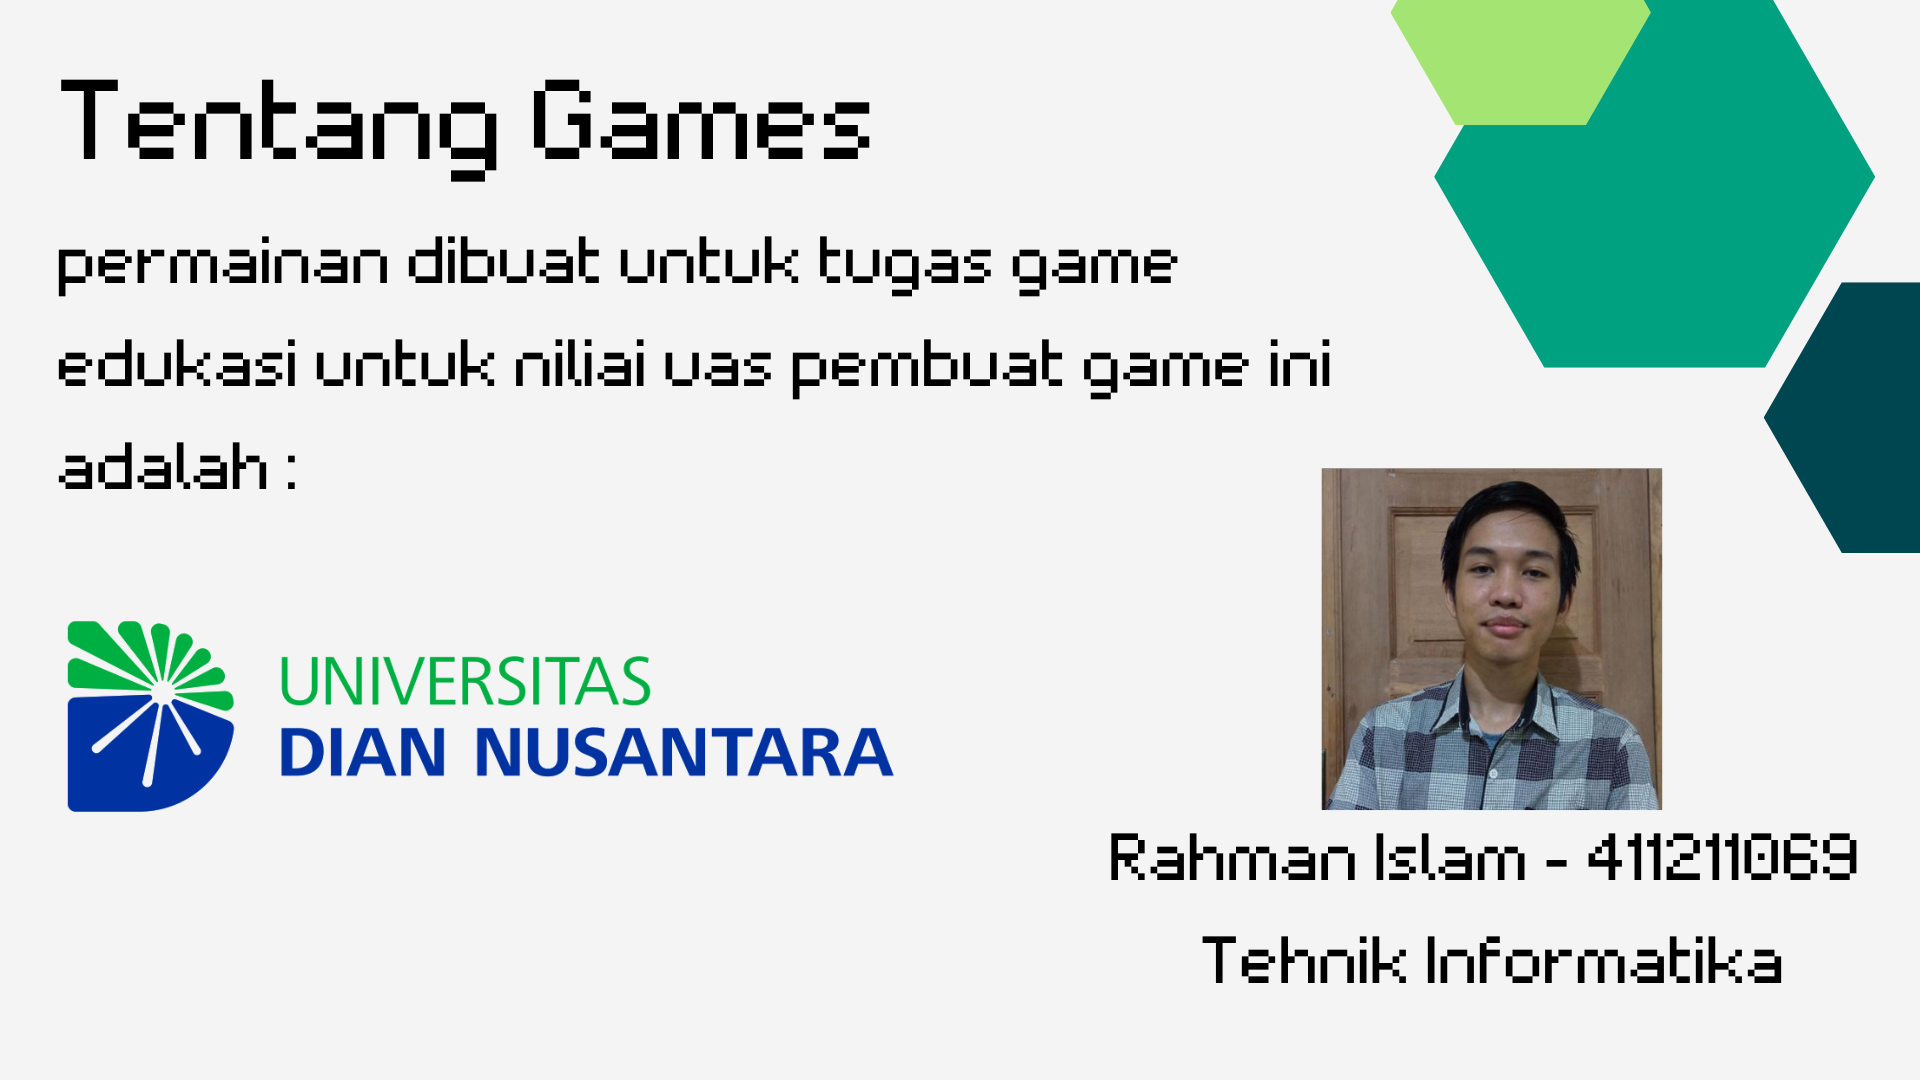 Tentang Games
permainan dibuat untuk tugas game
edukasi untuk niliai uas pembuat game ini
adalah :
UNIVERSITAS
DIAN NUSANTARA
Rahman Islam - 411211069
Tehnik Informatika